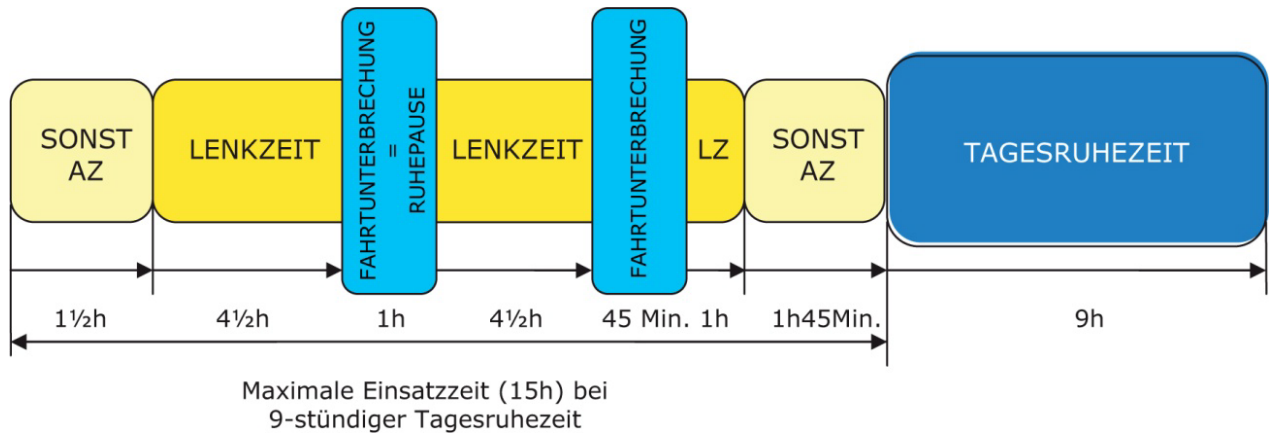 SONST
AZ
LENKZEIT
FAHRTUNTERBRECHUNG
=
RUHEPAUSE
LENKZEIT
FAHRTUNTERBRECHUNG
LZ
SONST
AZ
TAGESRUHEZEIT
1½h
4½h
1h
4½h
45 Min.
1h
1h45Min.
9h
Maximale Einsatzzeit (15h) bei
9-stündiger Tagesruhezeit